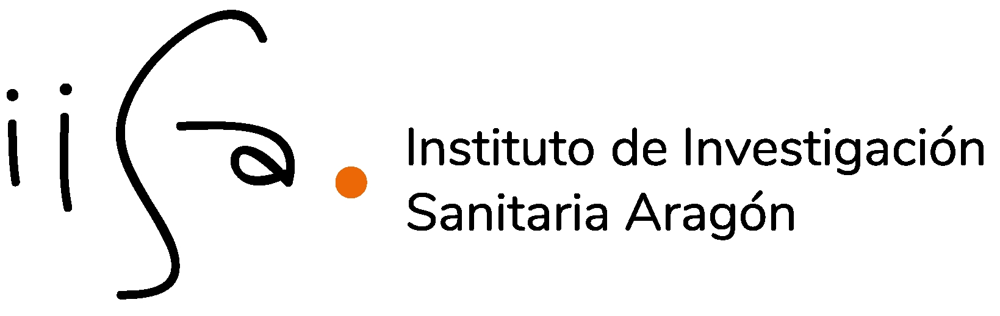 iisa.
Instituto de Investigación
Sanitaria Aragón